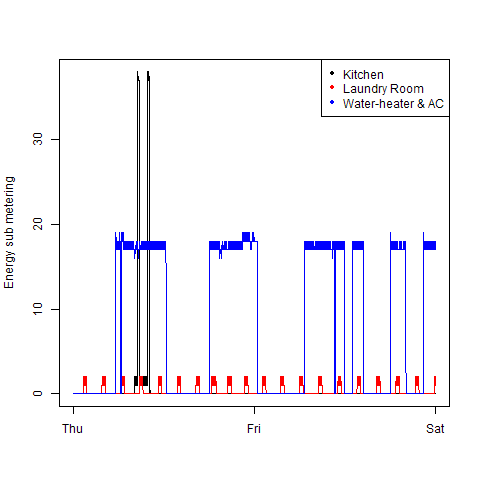 Kitchen
Laundry Room
Water-heater & AC
Energy sub metering
30
20
10
0
Thu
Fri
Sat